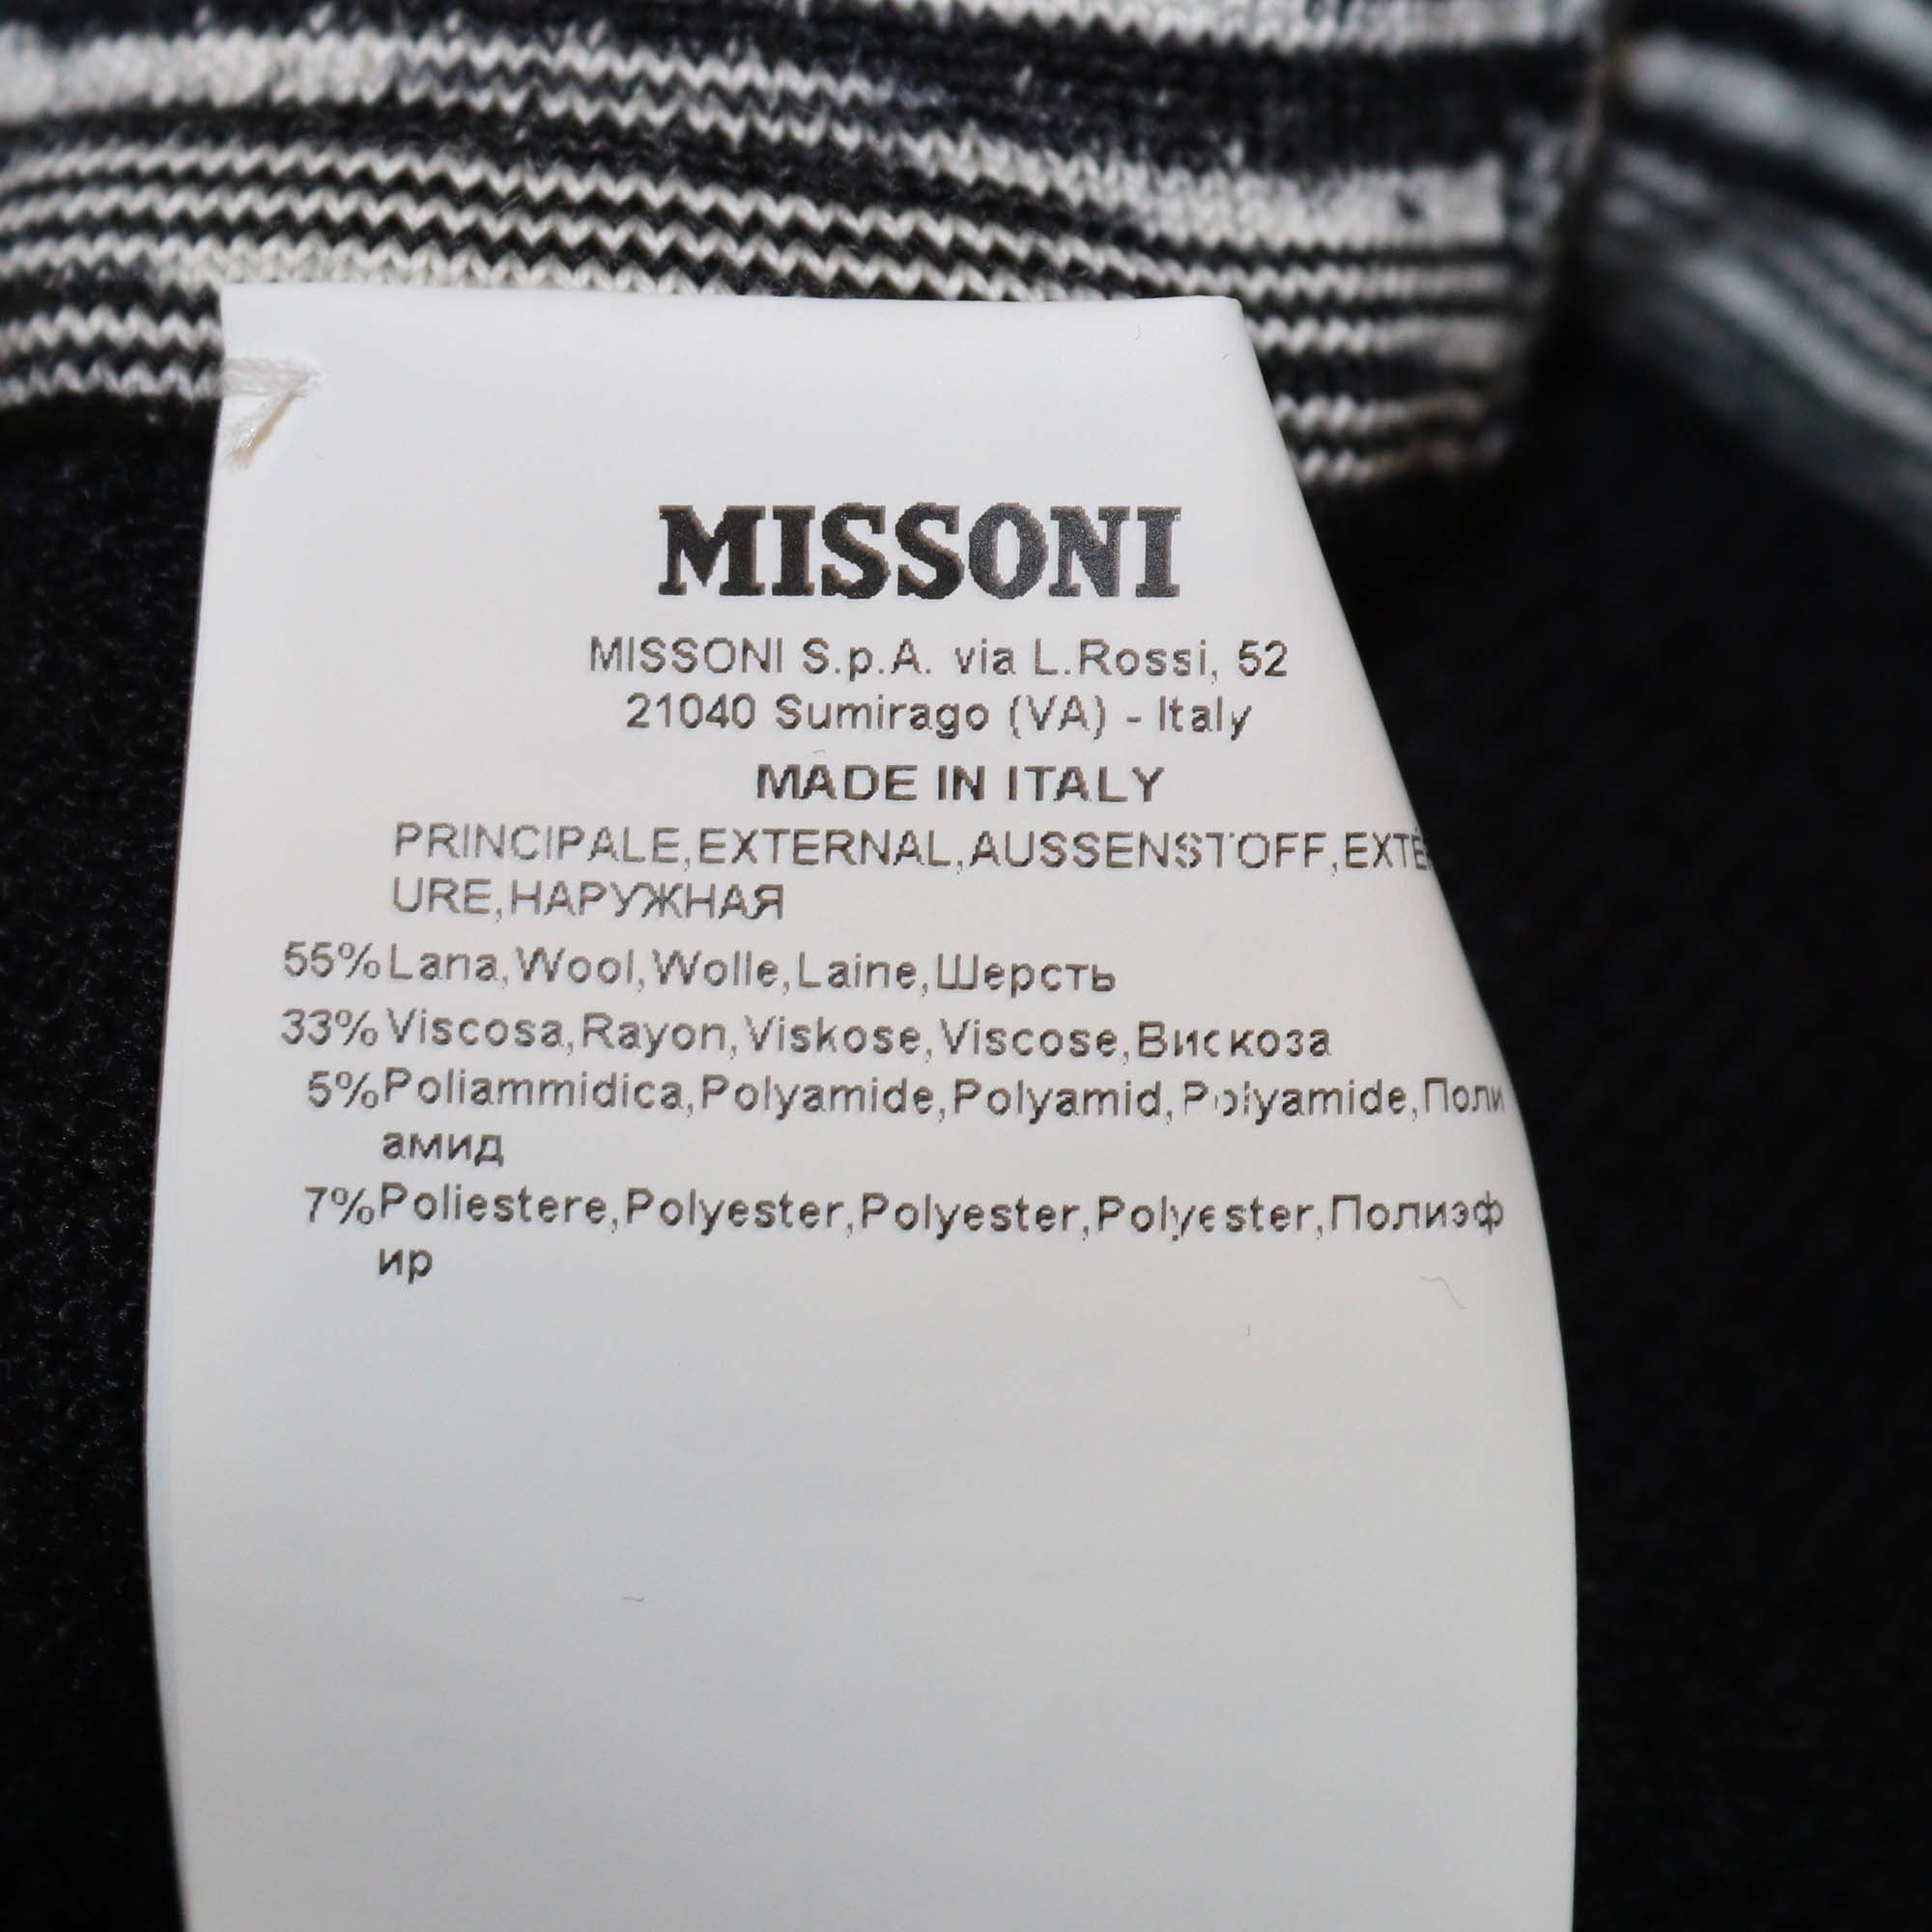 MISSONI
MISSONI S.p.A. via L.Rossi, 52
21040 Sumirago (VA) - Italy
MADE IN ITALY
PRINCIPALE,EXTERNAL,AUSSENSTOFF,EXTÉ
URE,НАРУЖНАЯ
55%Lana,Wool,Wolle,Laine,Шерсть
33%Viscosa,Rayon,Viskose,Viscose,Вискоза
5%Poliammidica,Polyamide,Polyamid,Polyamide,Поли
амид
7%Poliestere,Polyester,Polyester,Polyester,Полиэф
ир